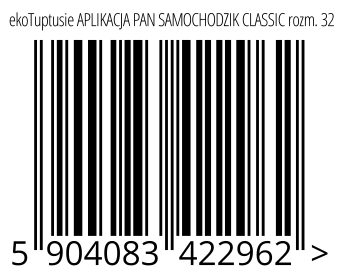 ekoTuptusie APLIKACJA PAN SAMOCHODZIK CLASSIC rozm. 32
5 904083 422962 >